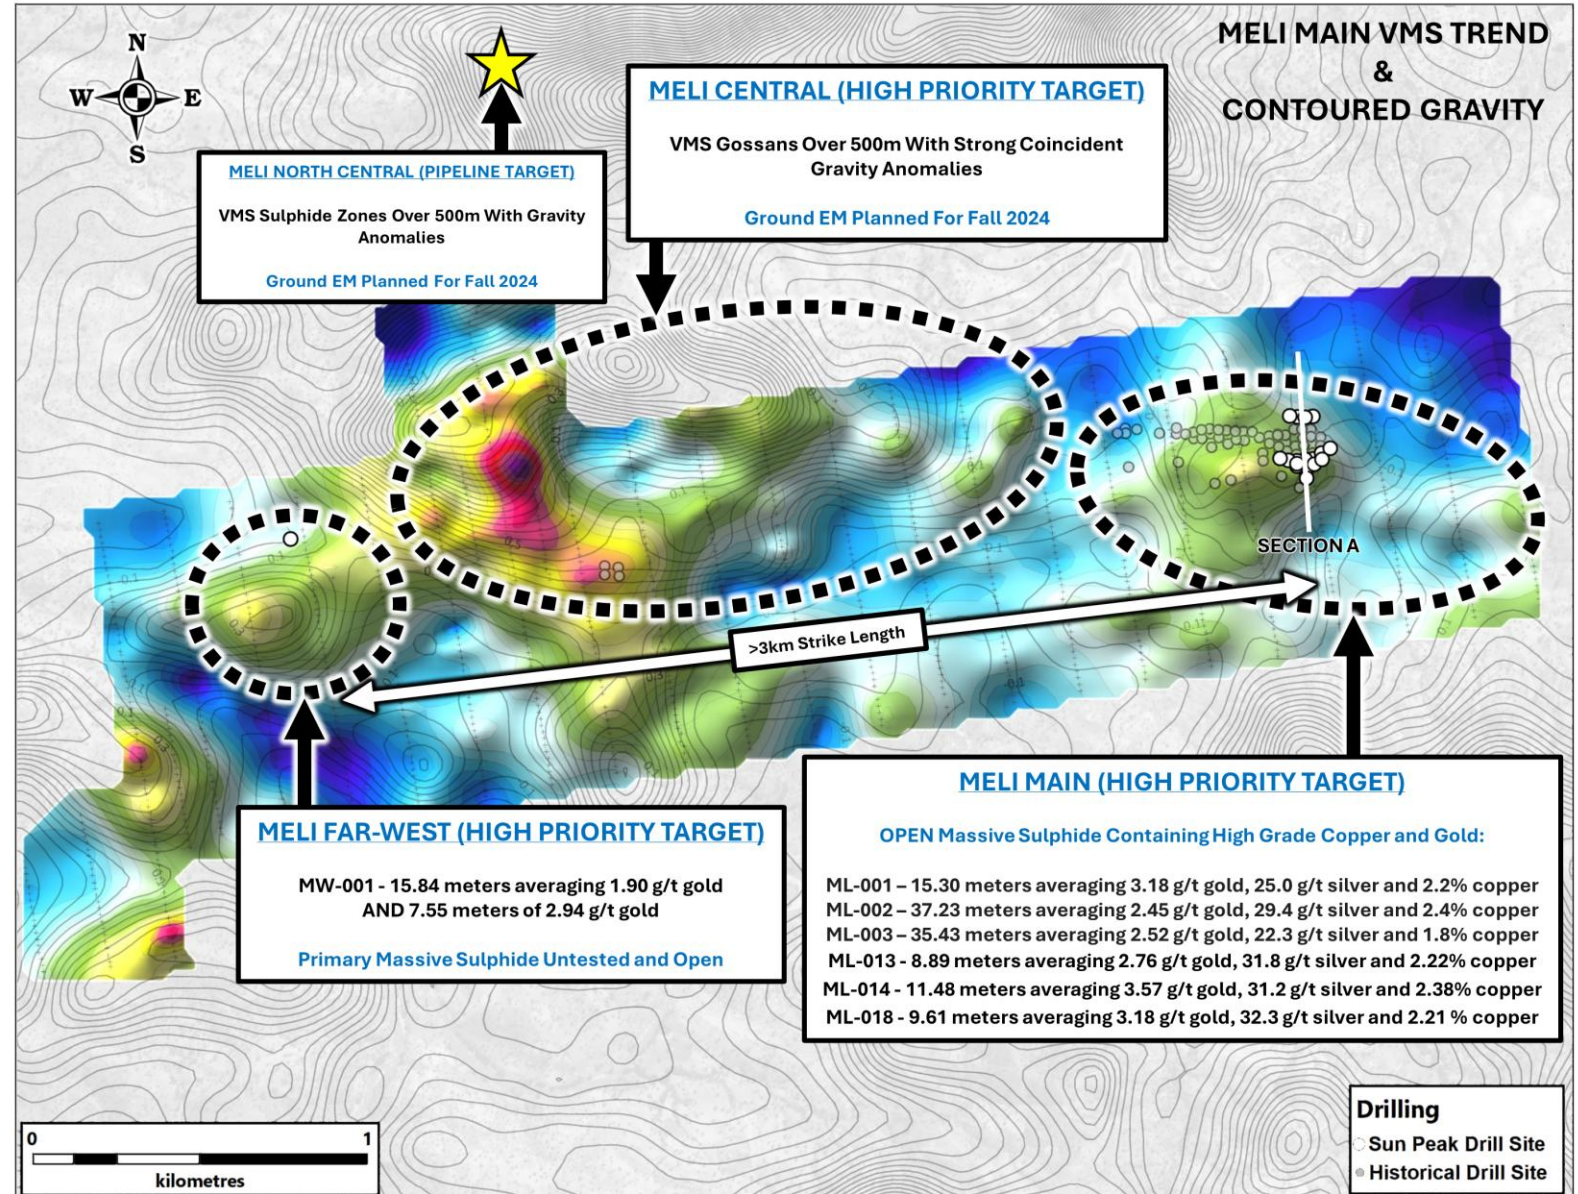 MELI MAIN VMS TREND
&
CONTOURED GRAVITY
N
W
E
S
MELI CENTRAL (HIGH PRIORITY TARGET)
VMS Gossans Over 500m With Strong Coincident
Gravity Anomalies
Ground EM Planned For Fall 2024
MELI NORTH CENTRAL (PIPELINE TARGET)
VMS Sulphide Zones Over 500m With Gravity
Anomalies
Ground EM Planned For Fall 2024
SECTION A
>3km Strike Length
MELI FAR-WEST (HIGH PRIORITY TARGET)
MW-001 - 15.84 meters averaging 1.90 g/t gold
AND 7.55 meters of 2.94 g/t gold
Primary Massive Sulphide Untested and Open
MELI MAIN (HIGH PRIORITY TARGET)
OPEN Massive Sulphide Containing High Grade Copper and Gold:
ML-001 – 15.30 meters averaging 3.18 g/t gold, 25.0 g/t silver and 2.2% copper
ML-002 – 37.23 meters averaging 2.45 g/t gold, 29.4 g/t silver and 2.4% copper
ML-003 – 35.43 meters averaging 2.52 g/t gold, 22.3 g/t silver and 1.8% copper
ML-013 - 8.89 meters averaging 2.76 g/t gold, 31.8 g/t silver and 2.22% copper
ML-014 - 11.48 meters averaging 3.57 g/t gold, 31.2 g/t silver and 2.38% copper
ML-018 - 9.61 meters averaging 3.18 g/t gold, 32.3 g/t silver and 2.21 % copper
0 1
kilometres
Drilling
Sun Peak Drill Site
Historical Drill Site